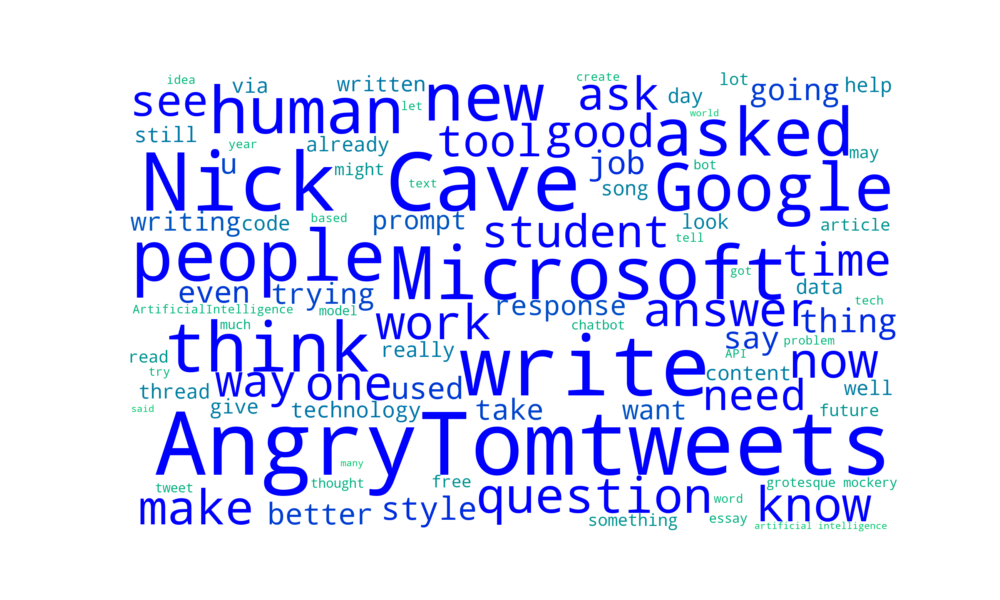 idea via written create lot going help
see human let new ask day
still year already tool good world asked may
u might text job bot
Nick Cave song Google
writing code based prompt student look article
people tell
Microsoft got time
even trying response data
ArtificialIntelligence model answer tech
much work chatbot thing
think really say problem
read write API now
try way one used content
thread need well
said give technology take want future
AngryTomtweets
many
tweet thought free question grotesque mockery
make better style word know
something essay artificial intelligence